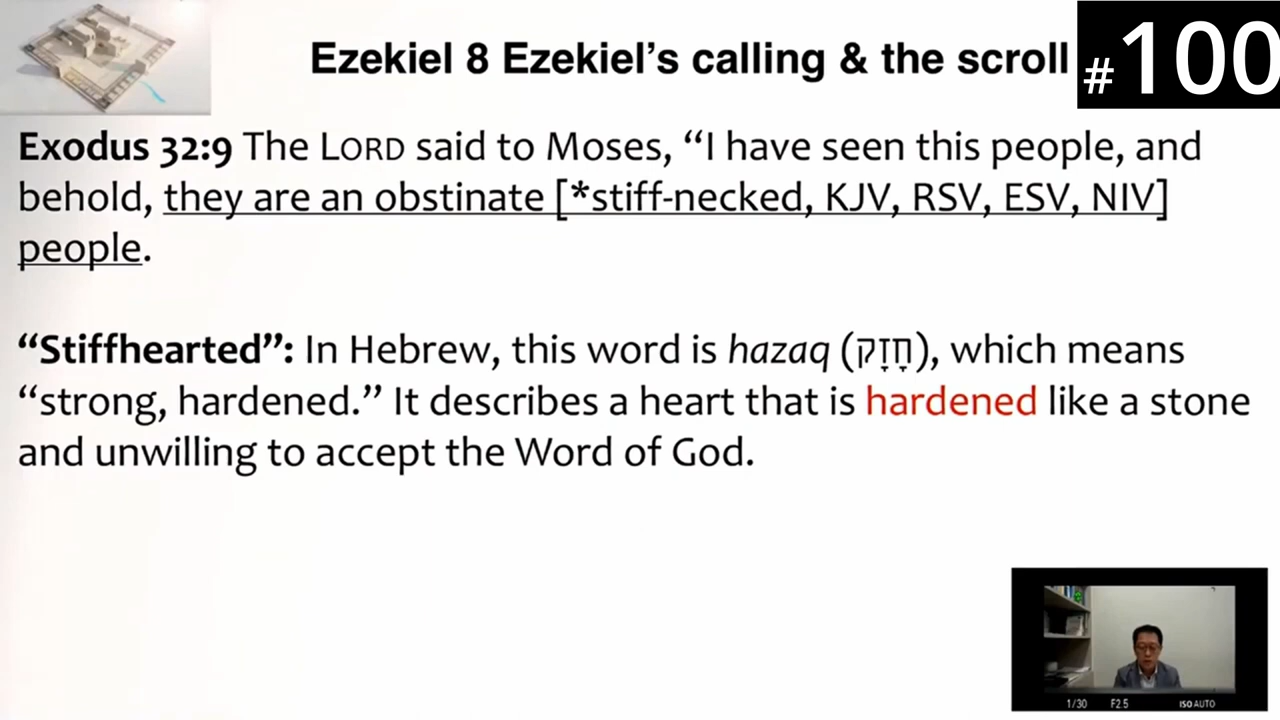 Ezekiel 8 Ezekiel’s calling & the scroll
#100
Exodus 32:9 The LORD said to Moses, “I have seen this people, and
behold, they are an obstinate [*stiff-necked, KJV, RSV, ESV, NIV]
people.
“Stiffhearted”: In Hebrew, this word is hazaq (חָזָק), which means
“strong, hardened.” It describes a heart that is hardened like a stone
and unwilling to accept the Word of God.
1/30 F2.5 ISO AUTO